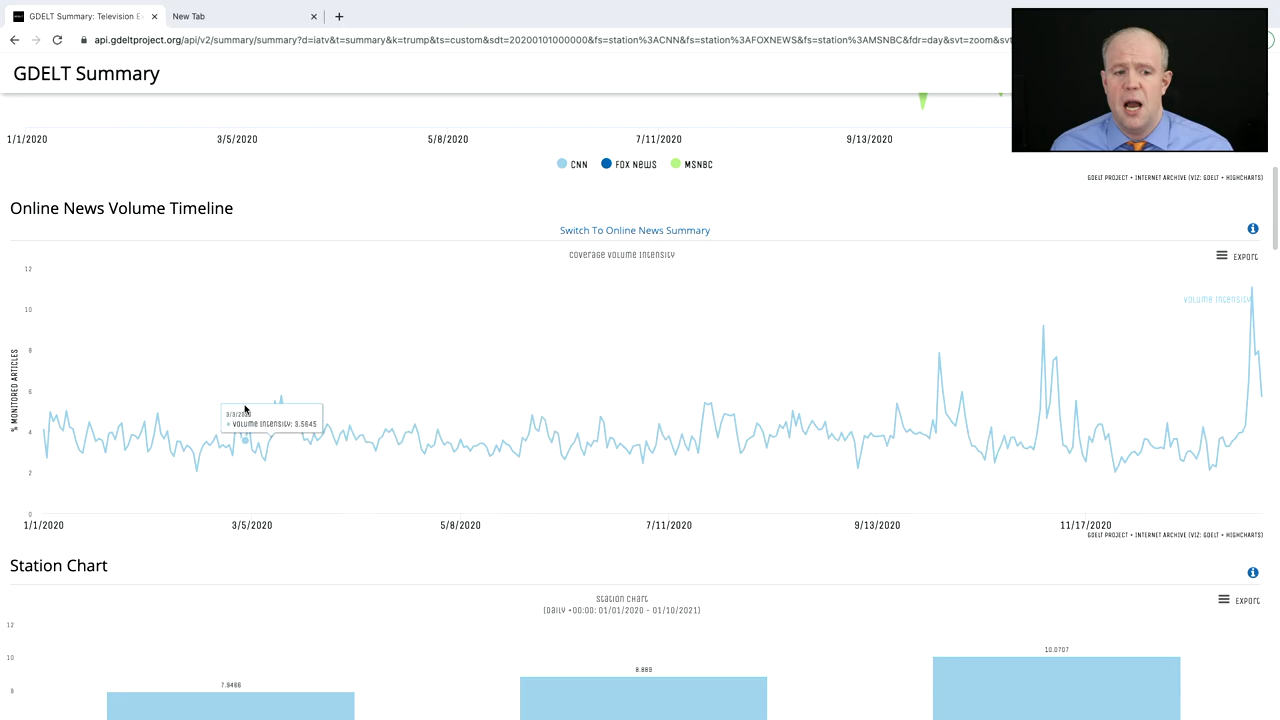 GDELT Summary: Television E
New Tab
api.gdeltproject.org/api/v2/summary/summary?d=iatv&t=summary&k=trump&ts=custom&sdt=20200101000000&fs=station%3ACNN&fs=station%3AFOXNEWS&fs=station%3AMSNBC&fdr=day&svt=zoom&svt
GDELT Summary
1/1/2020 3/5/2020 5/8/2020 7/11/2020 9/13/2020
CNN FOX News MSNBC
GDELT PROJECT + INTERNET ARCHIVE (VIZ: GDELT + HIGHCHARTS)
Online News Volume Timeline
Switch To Online News Summary
Coverage Volume Intensity
EXPORT
12
10
8
6
4
2
0
% MONITORED ARTICLES
Volume Intensity
3/3/2020
Volume Intensity: 3.5645
1/1/2020 3/5/2020 5/8/2020 7/11/2020 9/13/2020 11/17/2020
GDELT PROJECT + INTERNET ARCHIVE (VIZ: GDELT + HIGHCHARTS)
Station Chart
Station Chart
(Daily +00:00: 01/01/2020 - 01/10/2021)
EXPORT
12
10
8
7.9466
8.889
10.0707